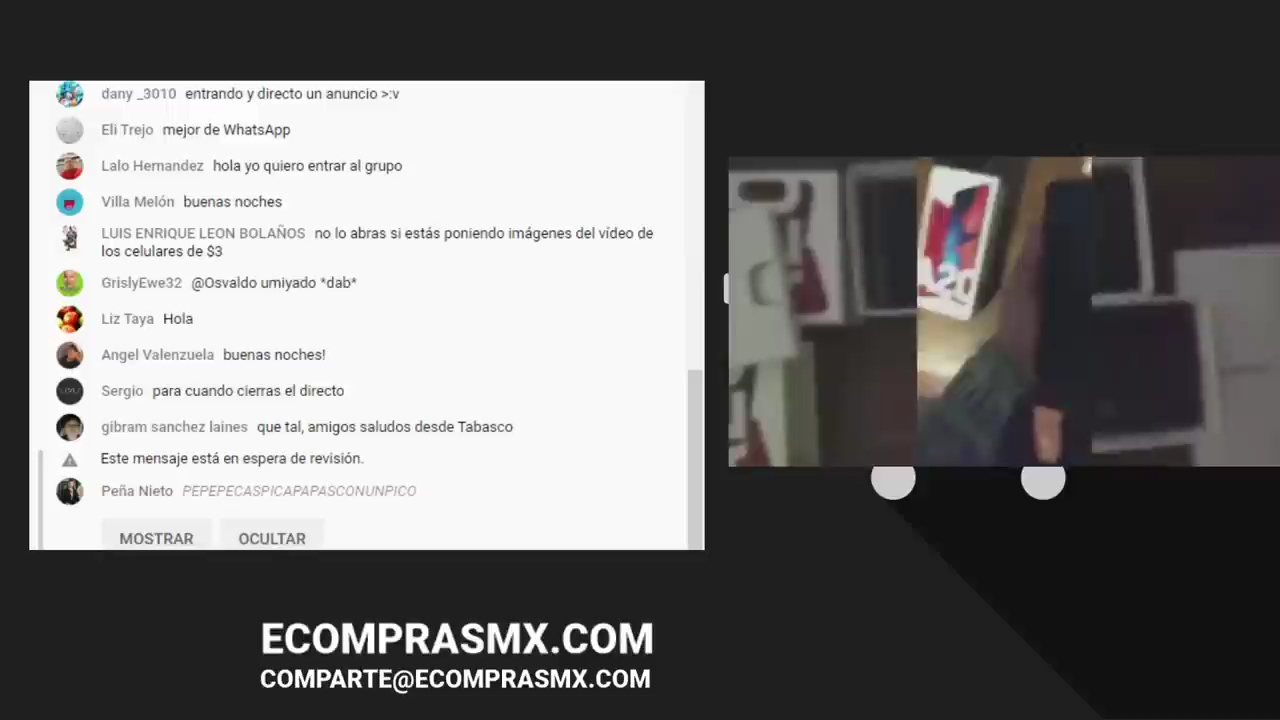 dany _3010 entrando y directo un anuncio >:v
Eli Trejo mejor de WhatsApp
Lalo Hernandez hola yo quiero entrar al grupo
Villa Melón buenas noches
LUIS ENRIQUE LEON BOLAÑOS no lo abras si estás poniendo imágenes del vídeo de
los celulares de $3
GrislyEwe32 @Osvaldo umiyado *dab*
Liz Taya Hola
Angel Valenzuela buenas noches!
Sergio para cuando cierras el directo
gibram sanchez laines que tal, amigos saludos desde Tabasco
Este mensaje está en espera de revisión.
Peña Nieto PEPEPECASPICAPAPASCONUNPICO
MOSTRAR OCULTAR
A20
ECOMPRASMX.COM
COMPARTE@ECOMPRASMX.COM